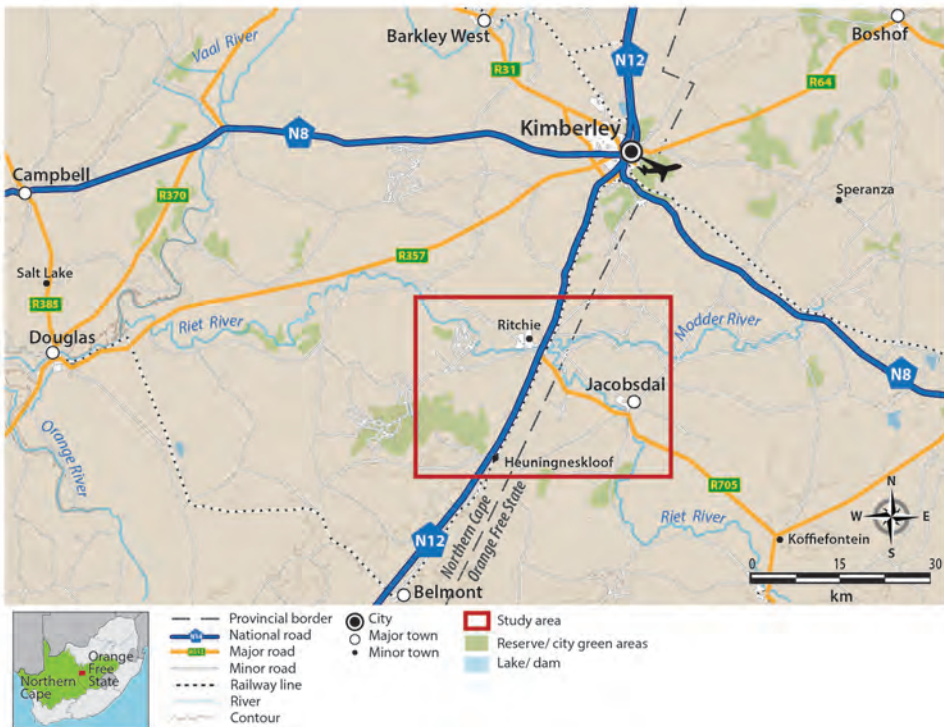 Vaal River
Barkley West
R31
N12
Boshof
R64
N8
Kimberley
Campbell
R370
Speranza
R357
Salt Lake
R385
Riet River
Douglas
Ritchie
Modder River
Jacobsdal
N8
Orange River
Heuningneskloof
R705
N
W
E
S
Riet River
Koffiefontein
N12
Northern Cape
Orange Free State
Belmont
0 15 30
km
Orange
Free
State
Northern
Cape
Provincial border
National road
Major road
Minor road
Railway line
River
Contour
City
Major town
Minor town
Study area
Reserve/ city green areas
Lake/ dam